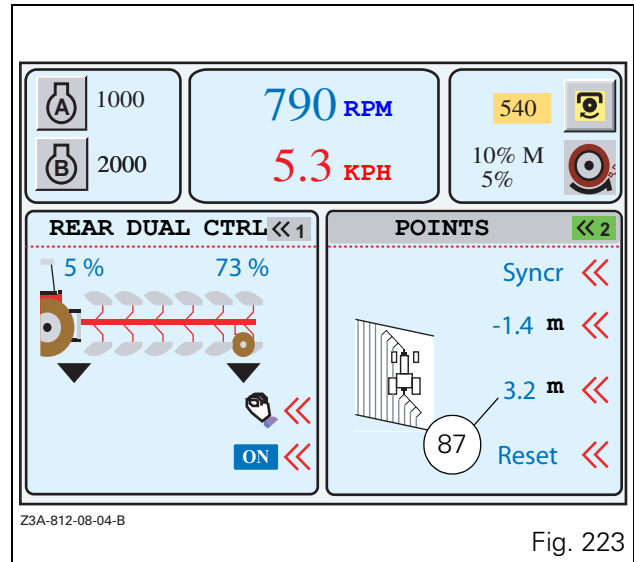 A 1000
B 2000
790 RPM
5.3 KPH
540
10% M
5%
REAR DUAL CTRL << 1
5 % 73 %
ON
POINTS << 2
Syncr
-1.4 m
3.2 m
87
Reset
Z3A-812-08-04-B
Fig. 223